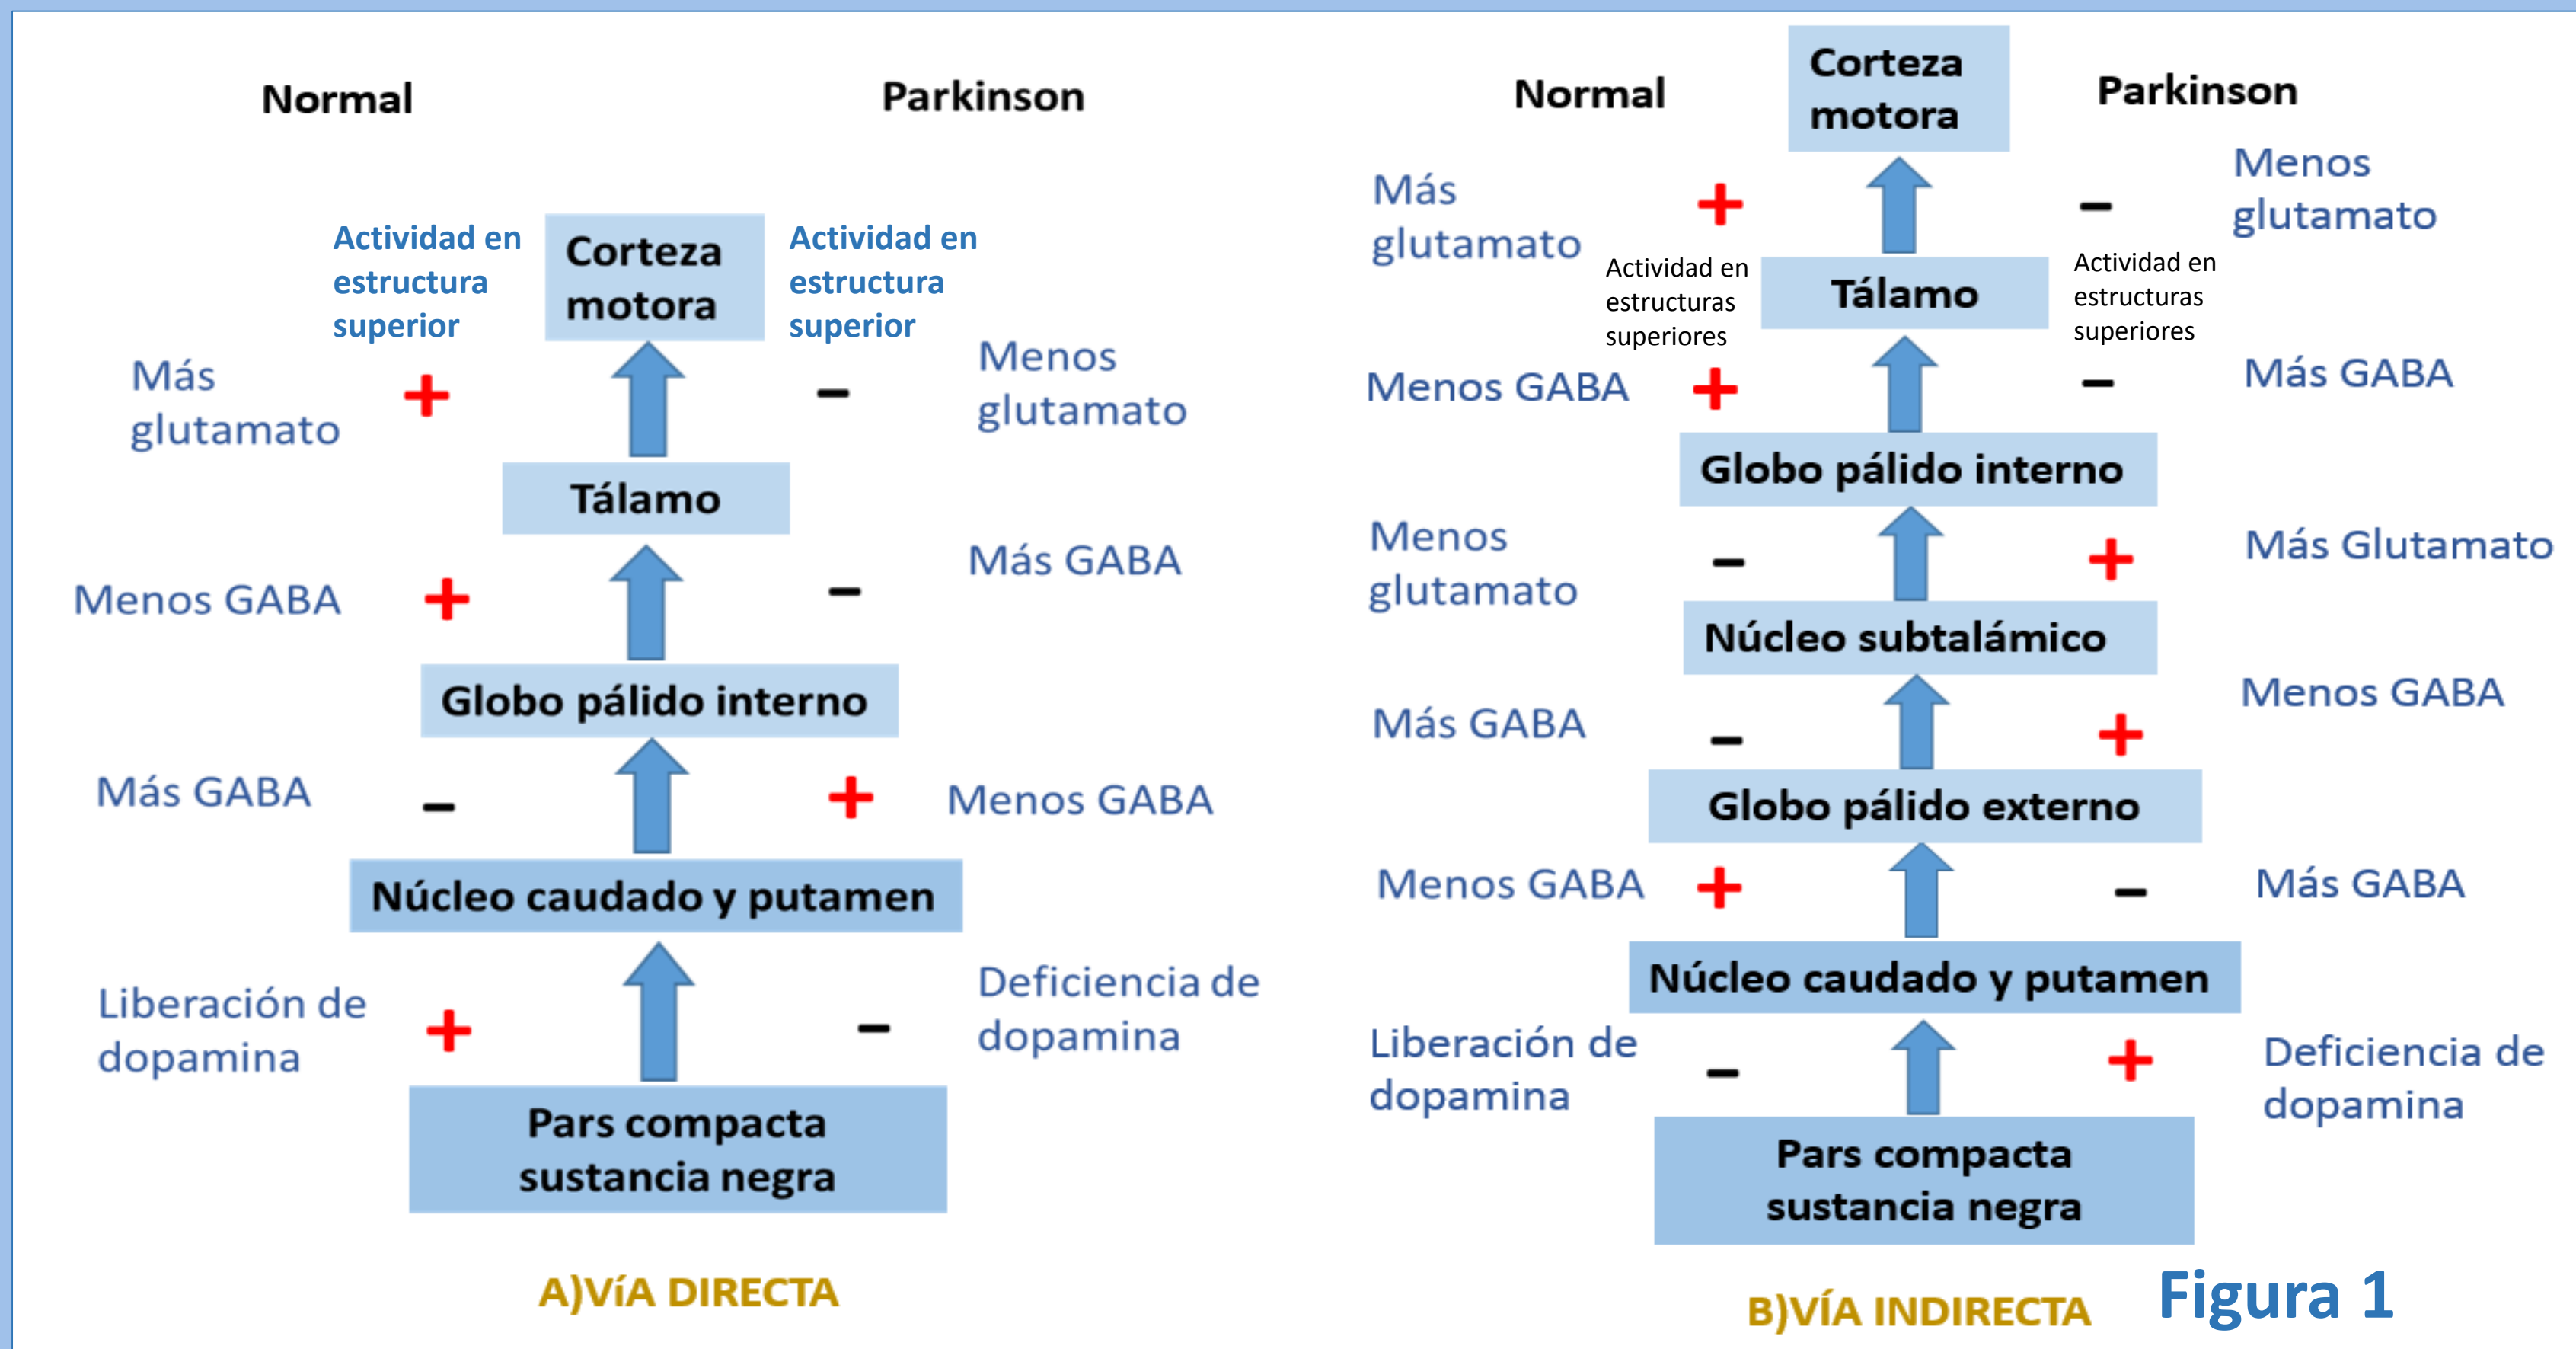 Normal
Parkinson
Actividad en
estructura
superior
Corteza
motora
Actividad en
estructura
superior
Más
glutamato
+
–
Menos
glutamato
Tálamo
Menos GABA
+
–
Más GABA
Globo pálido interno
Más GABA
–
+
Menos GABA
Núcleo caudado y putamen
Liberación de
dopamina
+
–
Deficiencia de
dopamina
Pars compacta
sustancia negra
A)VíA DIRECTA
Normal
Corteza
motora
Parkinson
Más
glutamato
+
–
Menos
glutamato
Actividad en
estructuras
superiores
Tálamo
Actividad en
estructuras
superiores
Menos GABA
+
–
Más GABA
Globo pálido interno
Menos
glutamato
–
+
Más Glutamato
Núcleo subtalámico
Más GABA
–
+
Menos GABA
Globo pálido externo
Menos GABA
+
–
Más GABA
Núcleo caudado y putamen
Liberación de
dopamina
–
+
Deficiencia de
dopamina
Pars compacta
sustancia negra
B)VÍA INDIRECTA
Figura 1